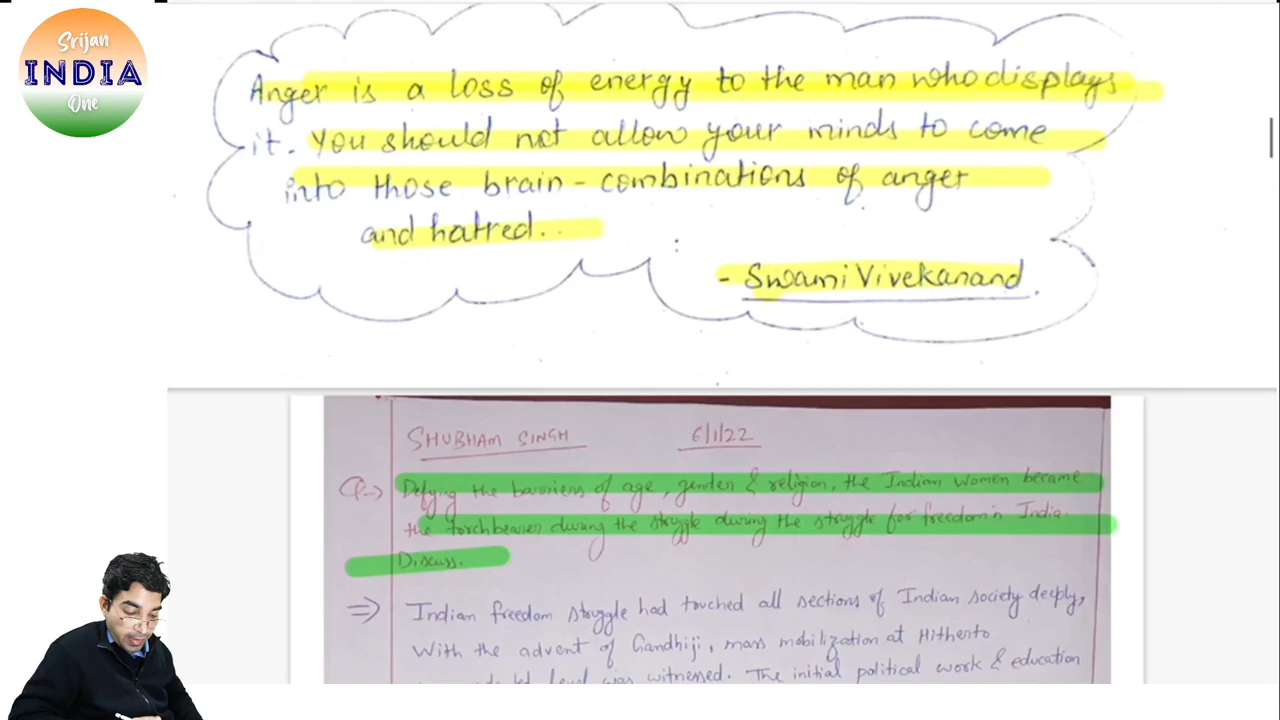 Srijan
INDIA
One
Anger is a loss of energy to the man who displays
it. You should not allow your minds to come
into those brain-combinations of anger
and hatred.
- Swami Vivekanand.
SHUBHAM SINGH 6/1/22
Q--> Defying the barriers of age, gender & religion, the Indian women became
the torchbearer during the struggle during the struggle for freedom in India.
Discuss.
⇒ Indian freedom struggle had touched all sections of Indian society deeply,
With the advent of Gandhiji, mass mobilization at Hitherto
level was witnessed. The initial political work & education